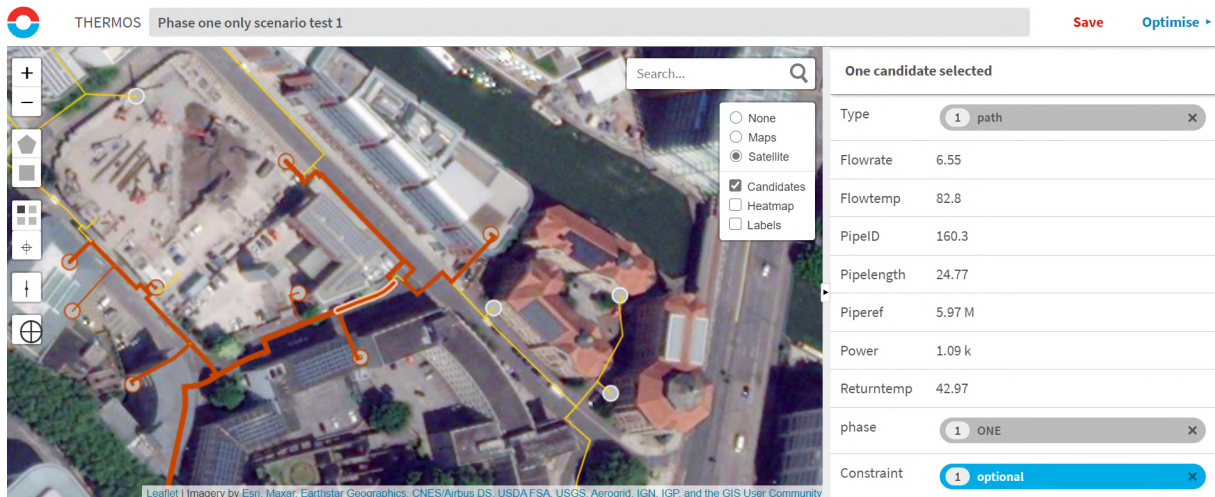 THERMOS Phase one only scenario test 1 Save Optimise ▸
+
−
Search...
None
Maps
Satellite
Candidates
Heatmap
Labels
Leaflet | Imagery by Esri, Maxar, Earthstar Geographics, CNES/Airbus DS, USDA FSA, USGS, Aerogrid, IGN, IGP, and the GIS User Community
One candidate selected
Type 1 path ×
Flowrate 6.55
Flowtemp 82.8
PipeID 160.3
Pipelength 24.77
Piperef 5.97 M
Power 1.09 k
Returntemp 42.97
phase 1 ONE ×
Constraint 1 optional ×